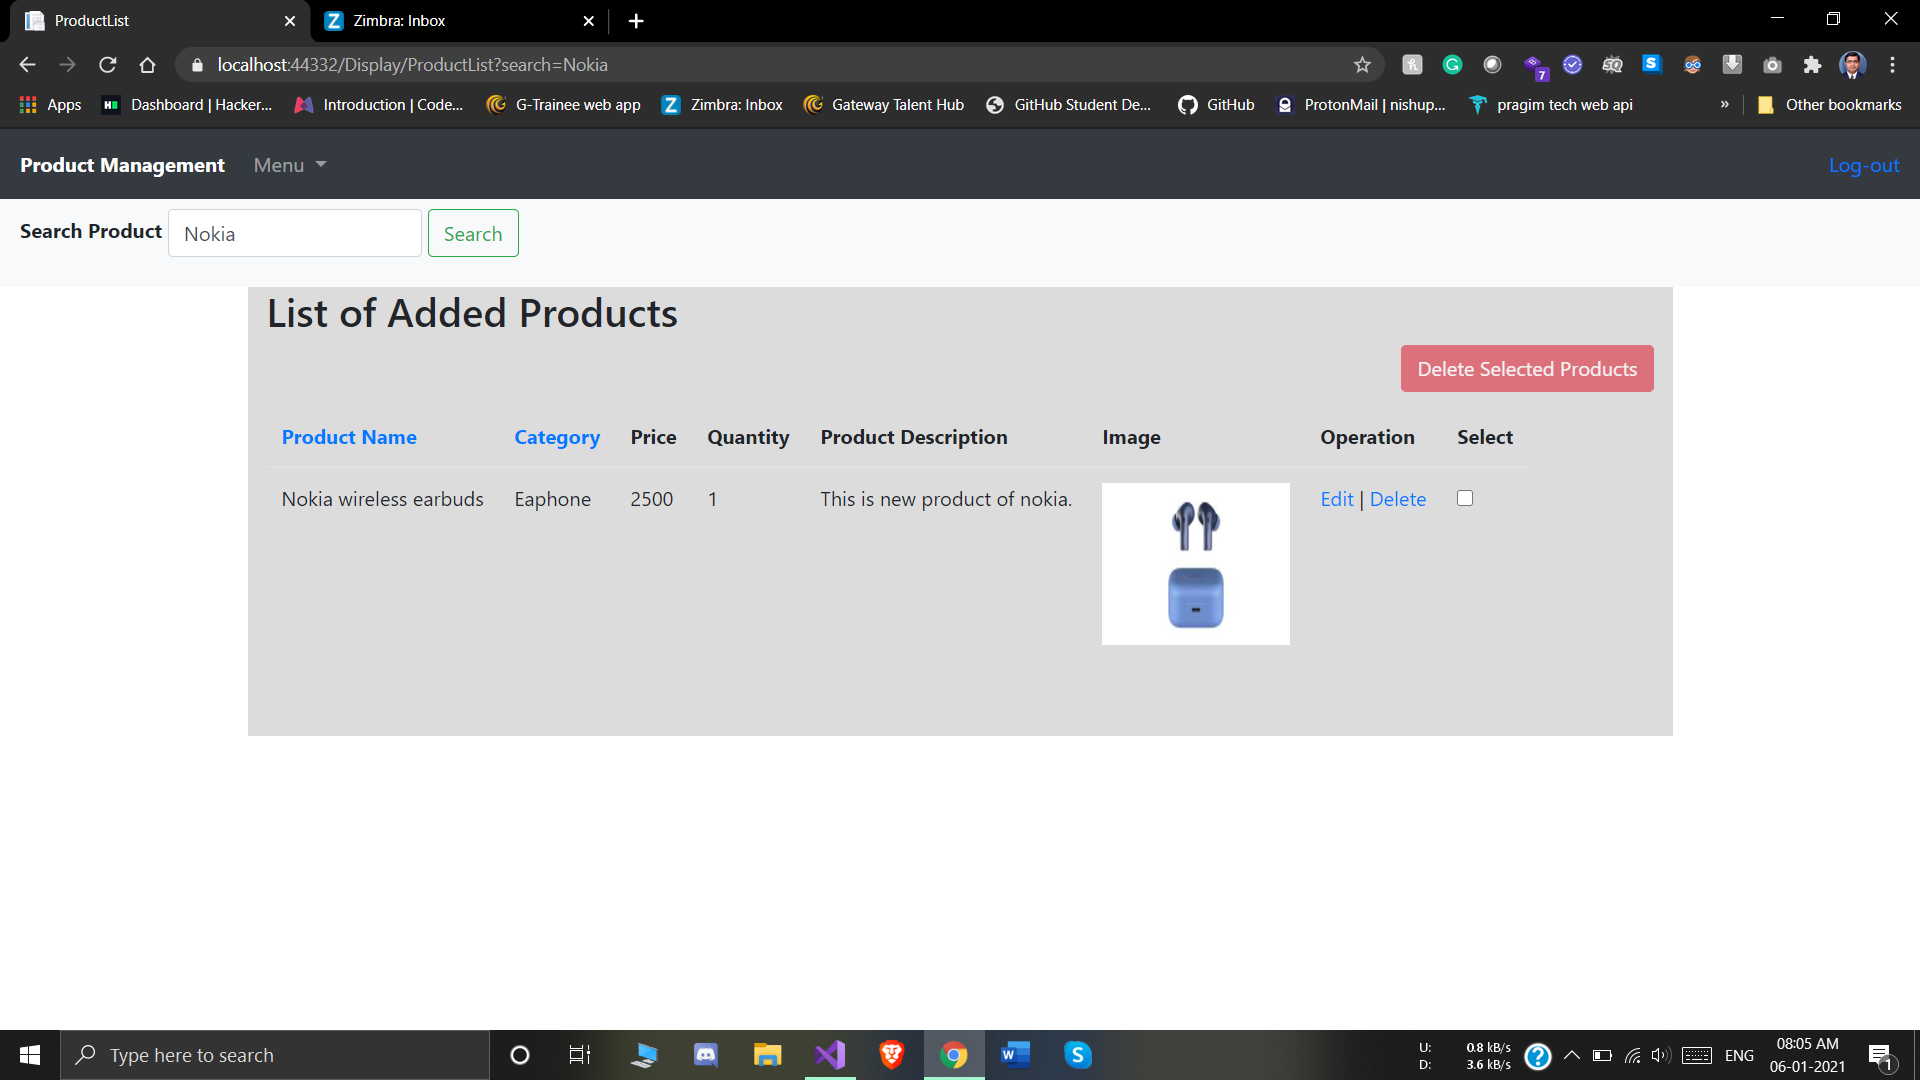 ProductList
Zimbra: Inbox
localhost:44332/Display/ProductList?search=Nokia
7
Apps
Dashboard | Hacker...
Introduction | Code...
G-Trainee web app
Zimbra: Inbox
Gateway Talent Hub
GitHub Student De...
GitHub
ProtonMail | nishup...
pragim tech web api
»
Other bookmarks
Product Management Menu Log-out
Search Product Nokia Search
List of Added Products
Delete Selected Products
Product Name Category Price Quantity Product Description Image Operation Select
Nokia wireless earbuds Eaphone 2500 1 This is new product of nokia. Edit | Delete
Type here to search
U: 0.8 kB/s
D: 3.6 kB/s
ENG
08:05 AM
06-01-2021
1